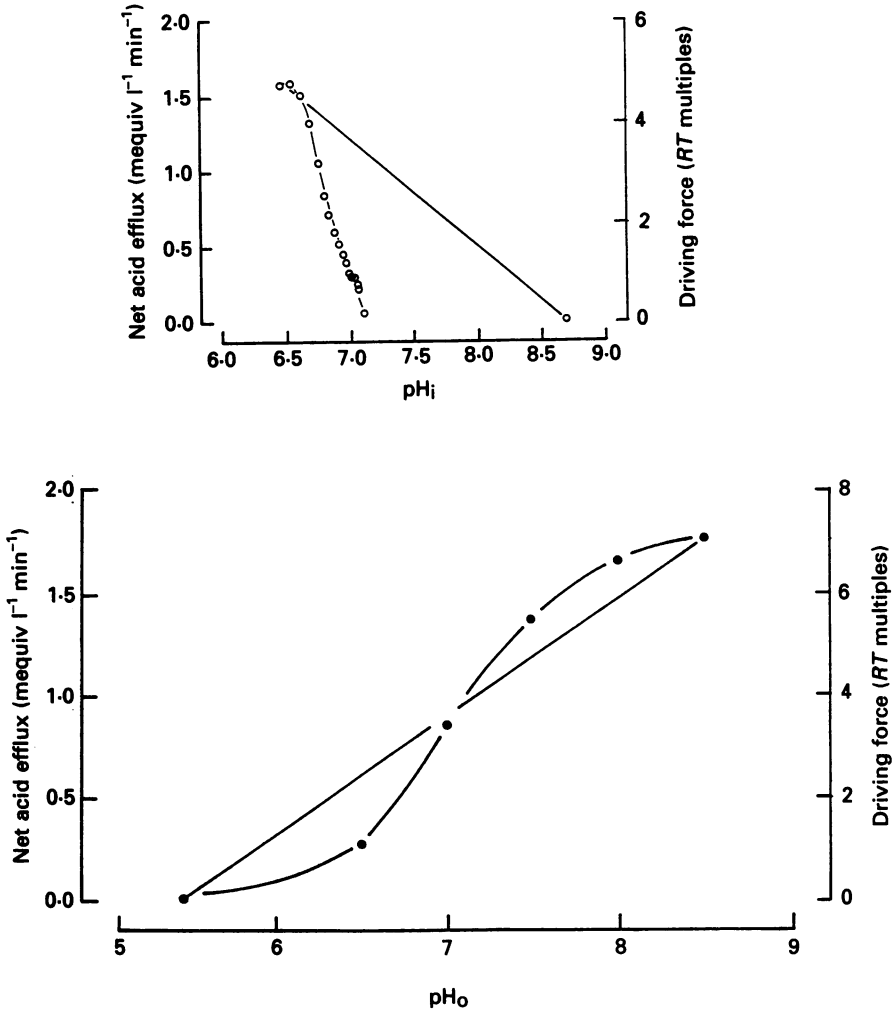 Net acid efflux (mequiv l⁻¹ min⁻¹)
2·0
1·5
1·0
0·5
0·0
6
4
2
0
Driving force (RT multiples)
6·0 6·5 7·0 7·5 8·0 8·5 9·0
pHi
Net acid efflux (mequiv l⁻¹ min⁻¹)
2·0
1·5
1·0
0·5
0·0
8
6
4
2
0
Driving force (RT multiples)
5 6 7 8 9
pHo